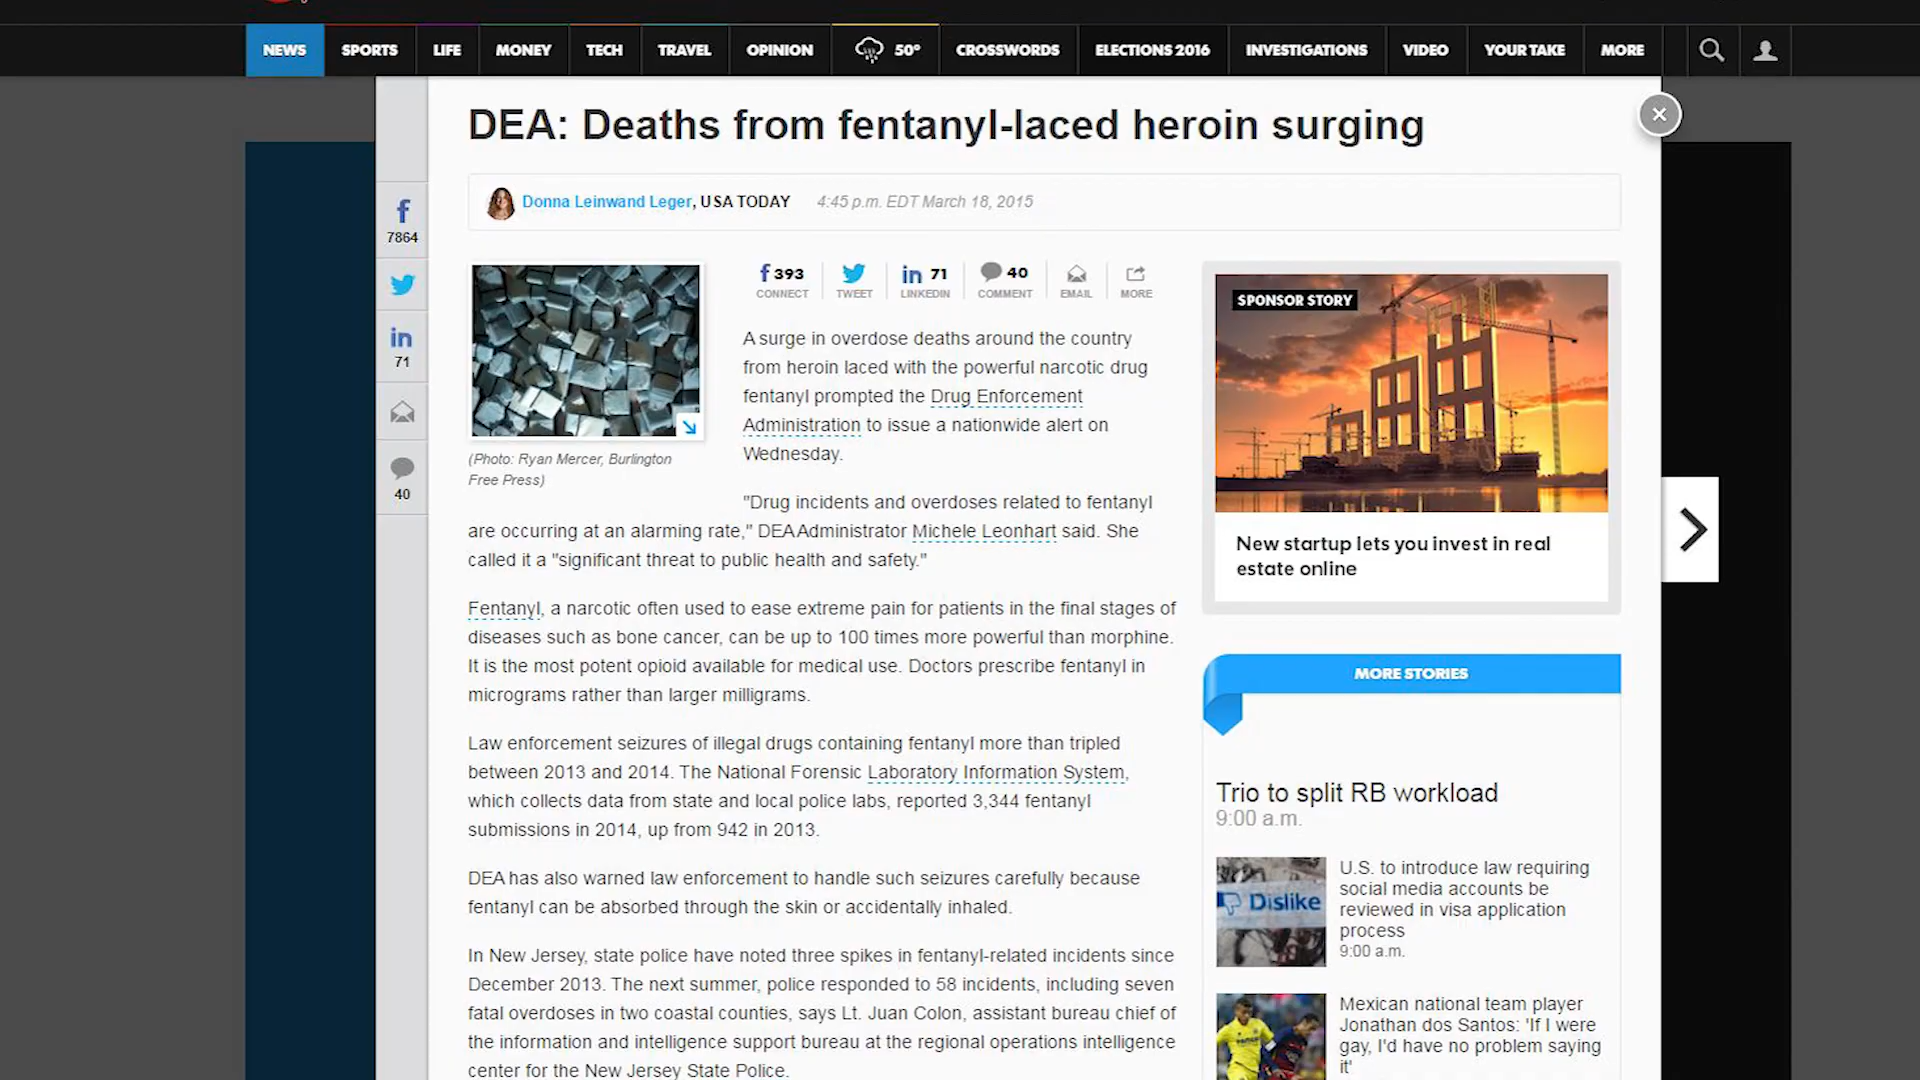 NEWS SPORTS LIFE MONEY TECH TRAVEL OPINION 50° CROSSWORDS ELECTIONS 2016 INVESTIGATIONS VIDEO YOUR TAKE MORE
DEA: Deaths from fentanyl-laced heroin surging
Donna Leinwand Leger, USA TODAY 4:45 p.m. EDT March 18, 2015
7864
71
40
393 CONNECT
TWEET
71 LINKEDIN
40 COMMENT
EMAIL
MORE
(Photo: Ryan Mercer, Burlington
Free Press)
A surge in overdose deaths around the country
from heroin laced with the powerful narcotic drug
fentanyl prompted the Drug Enforcement
Administration to issue a nationwide alert on
Wednesday.
"Drug incidents and overdoses related to fentanyl
are occurring at an alarming rate," DEA Administrator Michele Leonhart said. She
called it a "significant threat to public health and safety."
Fentanyl, a narcotic often used to ease extreme pain for patients in the final stages of
diseases such as bone cancer, can be up to 100 times more powerful than morphine.
It is the most potent opioid available for medical use. Doctors prescribe fentanyl in
micrograms rather than larger milligrams.
Law enforcement seizures of illegal drugs containing fentanyl more than tripled
between 2013 and 2014. The National Forensic Laboratory Information System,
which collects data from state and local police labs, reported 3,344 fentanyl
submissions in 2014, up from 942 in 2013.
DEA has also warned law enforcement to handle such seizures carefully because
fentanyl can be absorbed through the skin or accidentally inhaled.
In New Jersey, state police have noted three spikes in fentanyl-related incidents since
December 2013. The next summer, police responded to 58 incidents, including seven
fatal overdoses in two coastal counties, says Lt. Juan Colon, assistant bureau chief of
the information and intelligence support bureau at the regional operations intelligence
center for the New Jersey State Police.
SPONSOR STORY
New startup lets you invest in real
estate online
MORE STORIES
Trio to split RB workload
9:00 a.m.
Dislike
U.S. to introduce law requiring
social media accounts be
reviewed in visa application
process
9:00 a.m.
Mexican national team player
Jonathan dos Santos: 'If I were
gay, I'd have no problem saying
it'